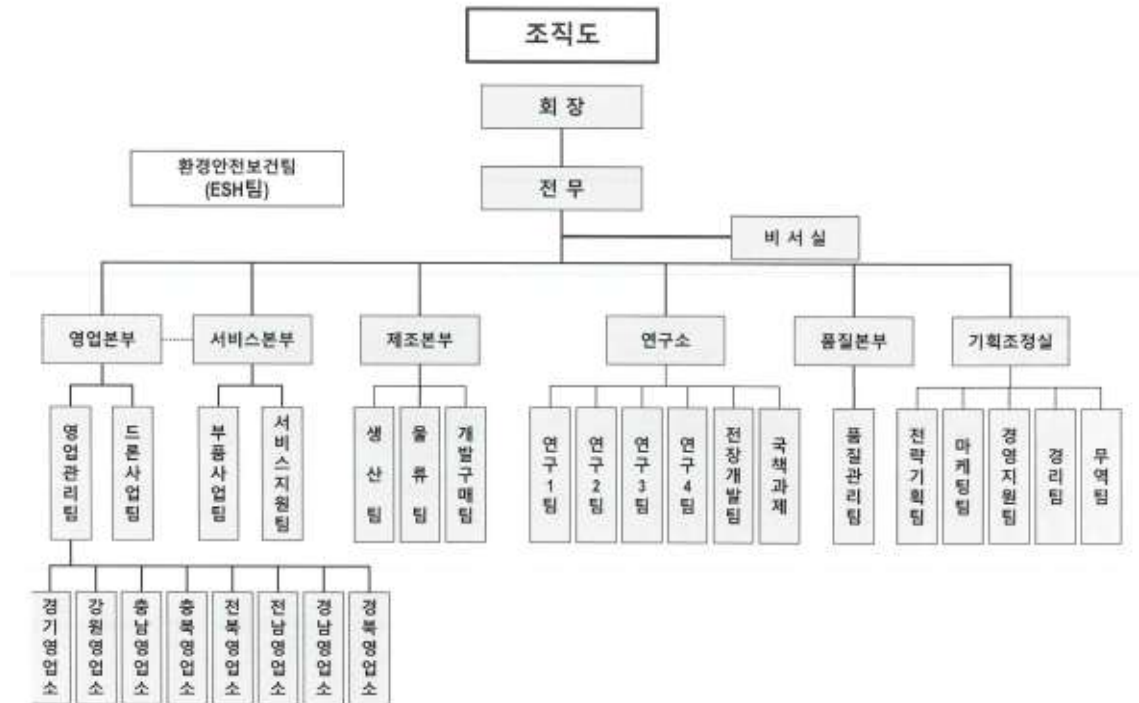 조직도
회 장
환경안전보건팀
(ESH팀)
전 무
비 서 실
영업본부
서비스본부
제조본부
연구소
품질본부
기획조정실
영업관리팀
드론사업팀
부품사업팀
서비스지원팀
생 산 팀
물 류 팀
개발구매팀
연구1팀
연구2팀
연구3팀
연구4팀
전장개발팀
국책과제
품질관리팀
전략기획팀
마케팅팀
경영지원팀
경리팀
무역팀
경기영업소
강원영업소
충남영업소
충북영업소
전북영업소
전남영업소
경남영업소
경북영업소